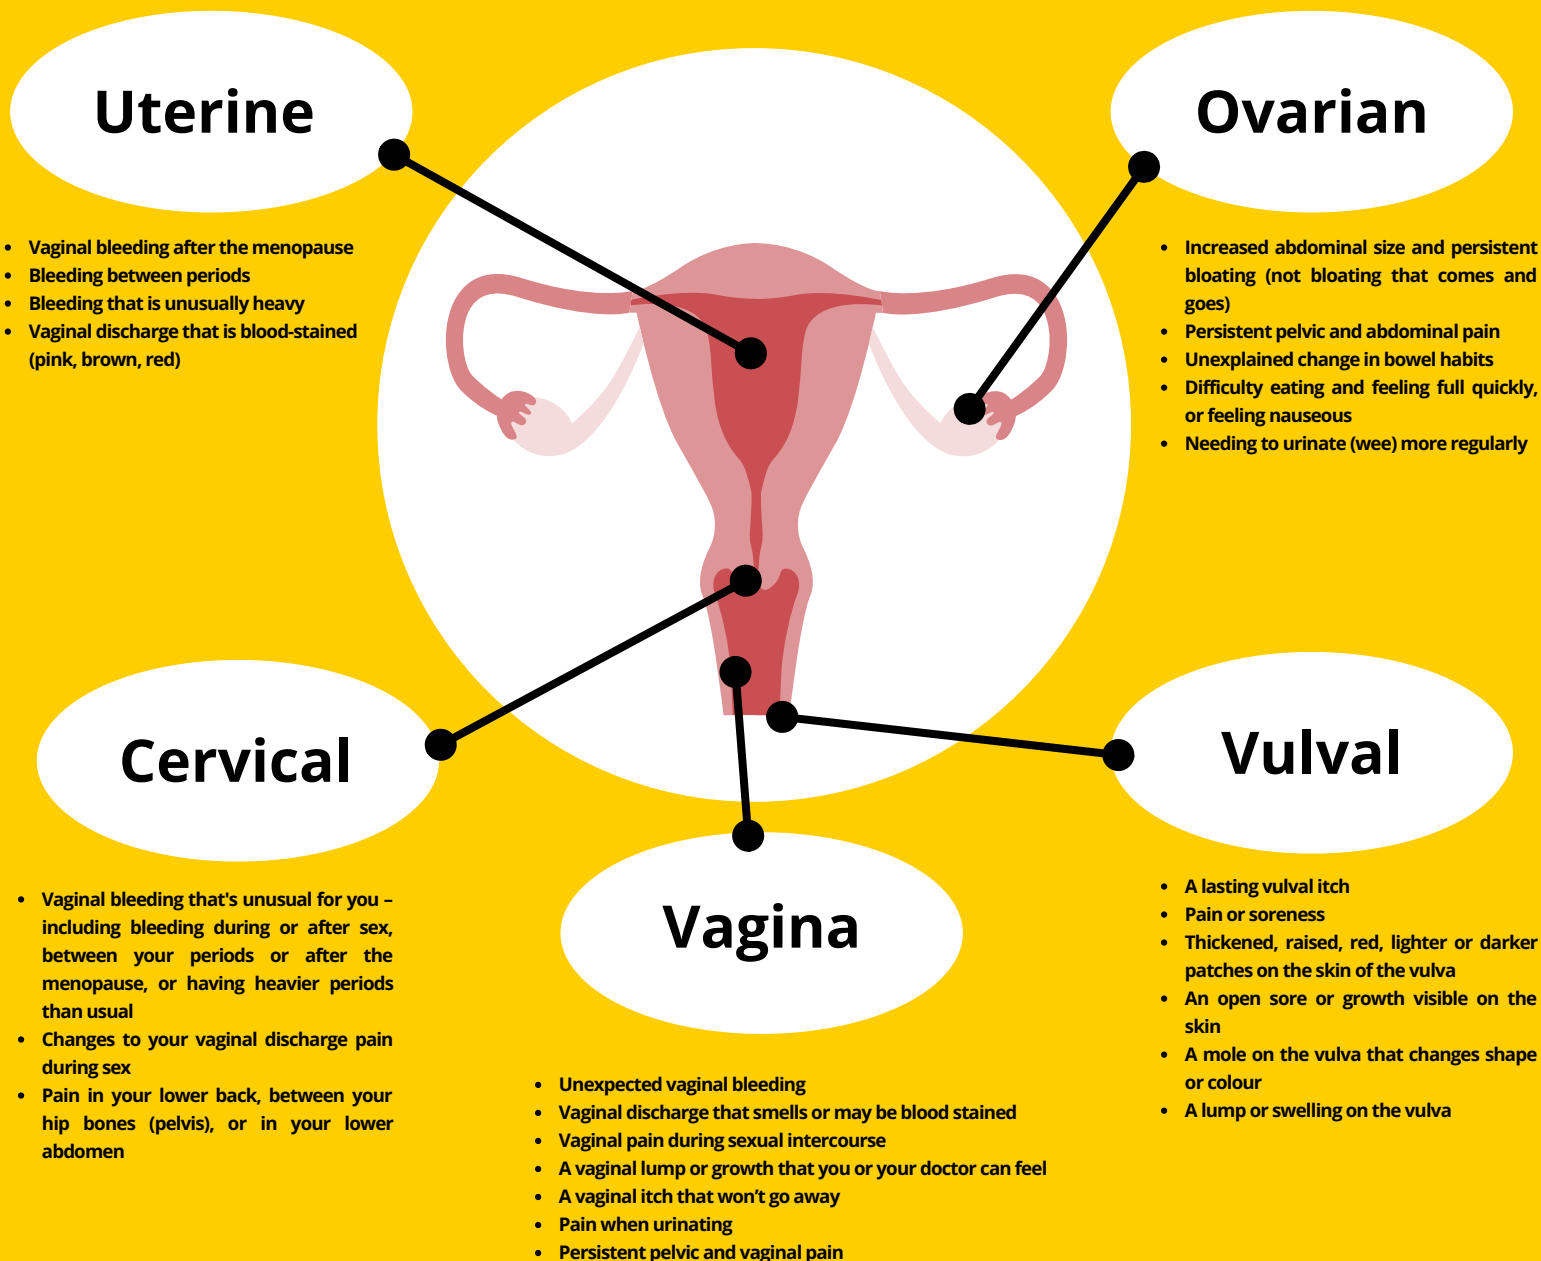 Uterine
• Vaginal bleeding after the menopause
• Bleeding between periods
• Bleeding that is unusually heavy
• Vaginal discharge that is blood-stained
(pink, brown, red)
Ovarian
• Increased abdominal size and persistent
bloating (not bloating that comes and
goes)
• Persistent pelvic and abdominal pain
• Unexplained change in bowel habits
• Difficulty eating and feeling full quickly,
or feeling nauseous
• Needing to urinate (wee) more regularly
Cervical
• Vaginal bleeding that's unusual for you –
including bleeding during or after sex,
between your periods or after the
menopause, or having heavier periods
than usual
• Changes to your vaginal discharge pain
during sex
• Pain in your lower back, between your
hip bones (pelvis), or in your lower
abdomen
Vagina
• Unexpected vaginal bleeding
• Vaginal discharge that smells or may be blood stained
• Vaginal pain during sexual intercourse
• A vaginal lump or growth that you or your doctor can feel
• A vaginal itch that won’t go away
• Pain when urinating
• Persistent pelvic and vaginal pain
Vulval
• A lasting vulval itch
• Pain or soreness
• Thickened, raised, red, lighter or darker
patches on the skin of the vulva
• An open sore or growth visible on the
skin
• A mole on the vulva that changes shape
or colour
• A lump or swelling on the vulva